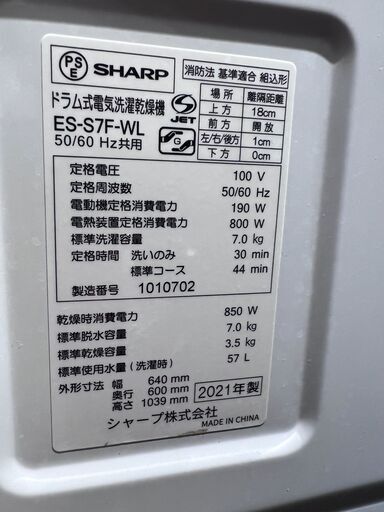 PSE SHARP
ドラム式電気洗濯乾燥機
ES-S7F-WL
50/60 Hz共用
JET
消防法 基準適合 組込形
場所 離隔距離
上方 18cm
前方 開放
左/右/後方 1cm
下方 0cm
定格電圧 100 V
定格周波数 50/60 Hz
電動機定格消費電力 190 W
電熱装置定格消費電力 800 W
標準洗濯容量 7.0 kg
定格時間 洗いのみ 30 min
標準コース 44 min
製造番号 1010702
乾燥時消費電力 850 W
標準脱水容量 7.0 kg
標準乾燥容量 3.5 kg
標準使用水量(洗濯時) 57 L
外形寸法 幅 640 mm
奥行 600 mm
高さ 1039 mm
2021年製
シャープ株式会社
MADE IN CHINA